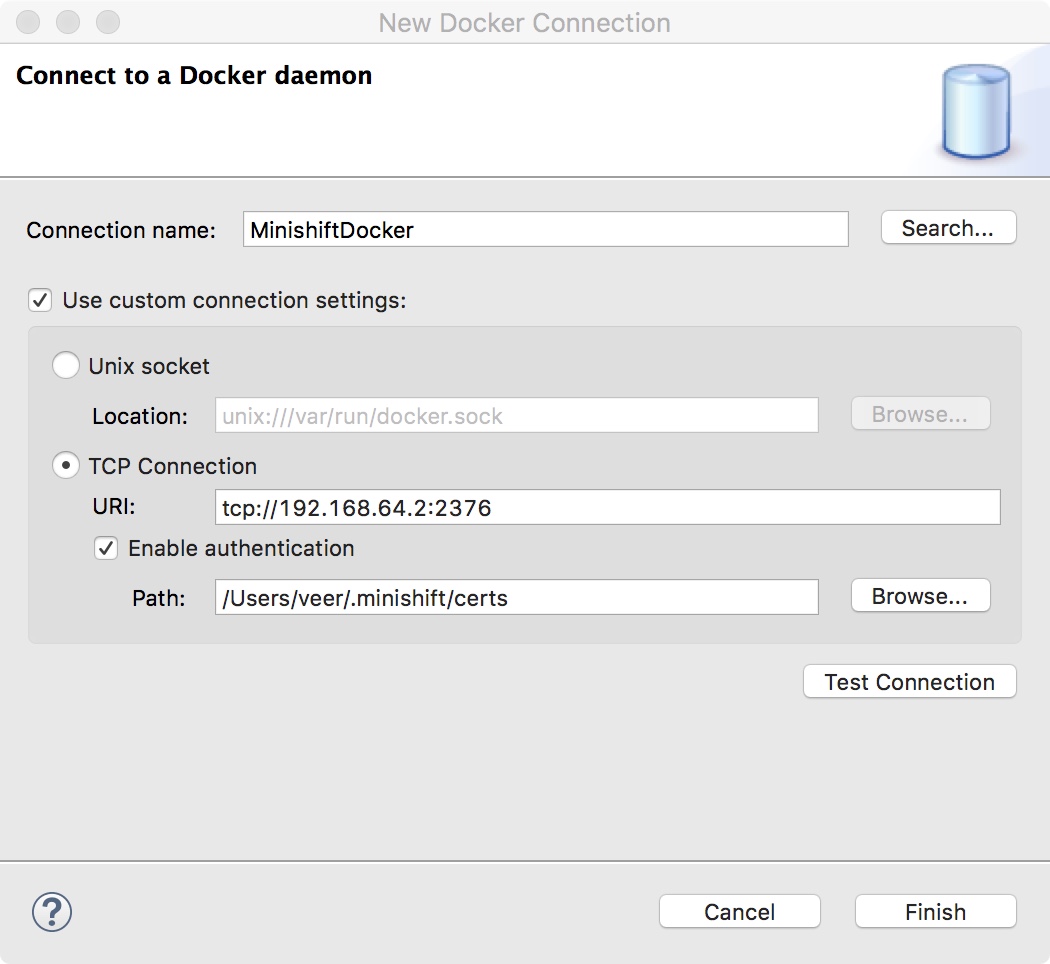 New Docker Connection
Connect to a Docker daemon
Connection name: MinishiftDocker Search...
Use custom connection settings:
Unix socket
Location: unix:///var/run/docker.sock Browse...
TCP Connection
URI: tcp://192.168.64.2:2376
Enable authentication
Path: /Users/veer/.minishift/certs Browse...
Test Connection
? Cancel Finish